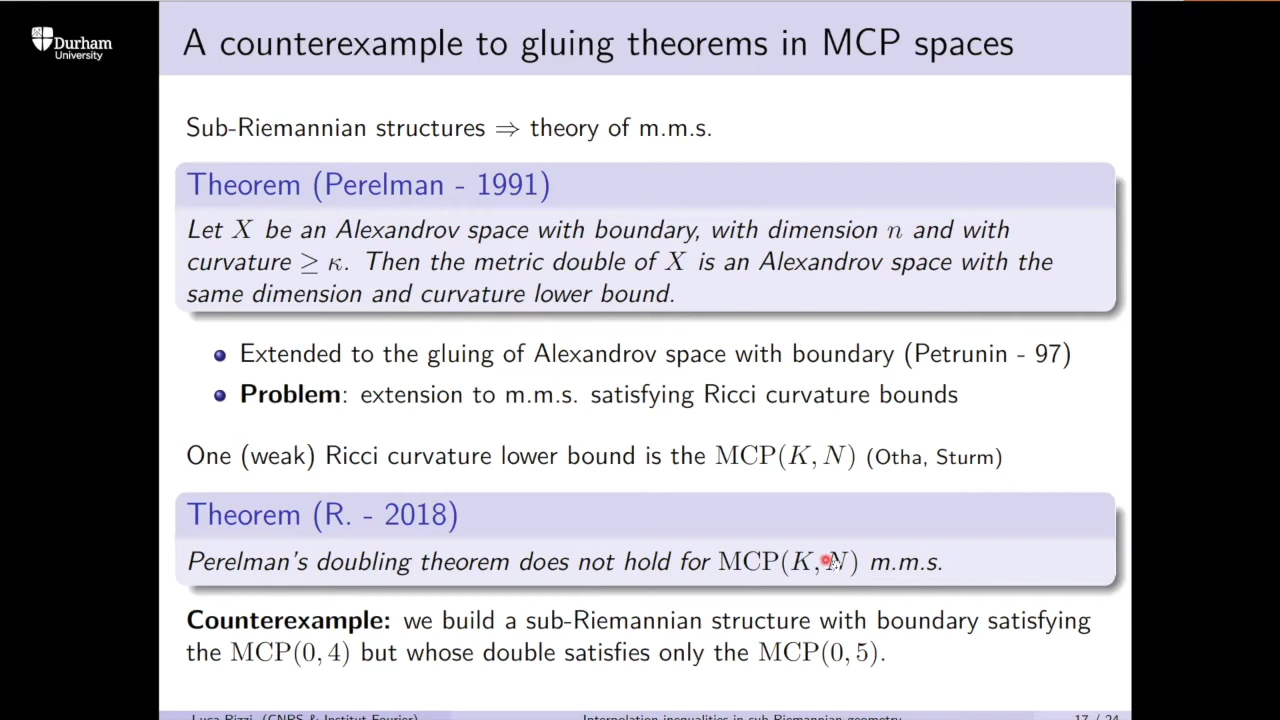 Durham
University
A counterexample to gluing theorems in MCP spaces
Sub-Riemannian structures ⇒ theory of m.m.s.
Theorem (Perelman - 1991)
Let X be an Alexandrov space with boundary, with dimension n and with
curvature ≥ κ. Then the metric double of X is an Alexandrov space with the
same dimension and curvature lower bound.
Extended to the gluing of Alexandrov space with boundary (Petrunin - 97)
Problem: extension to m.m.s. satisfying Ricci curvature bounds
One (weak) Ricci curvature lower bound is the MCP(K, N) (Otha, Sturm)
Theorem (R. - 2018)
Perelman's doubling theorem does not hold for MCP(K, N) m.m.s.
Counterexample: we build a sub-Riemannian structure with boundary satisfying
the MCP(0, 4) but whose double satisfies only the MCP(0, 5).
Luca Rizzi (CNRS & Institut Fourier) Interpolation inequalities in sub-Riemannian geometry 17 / 24